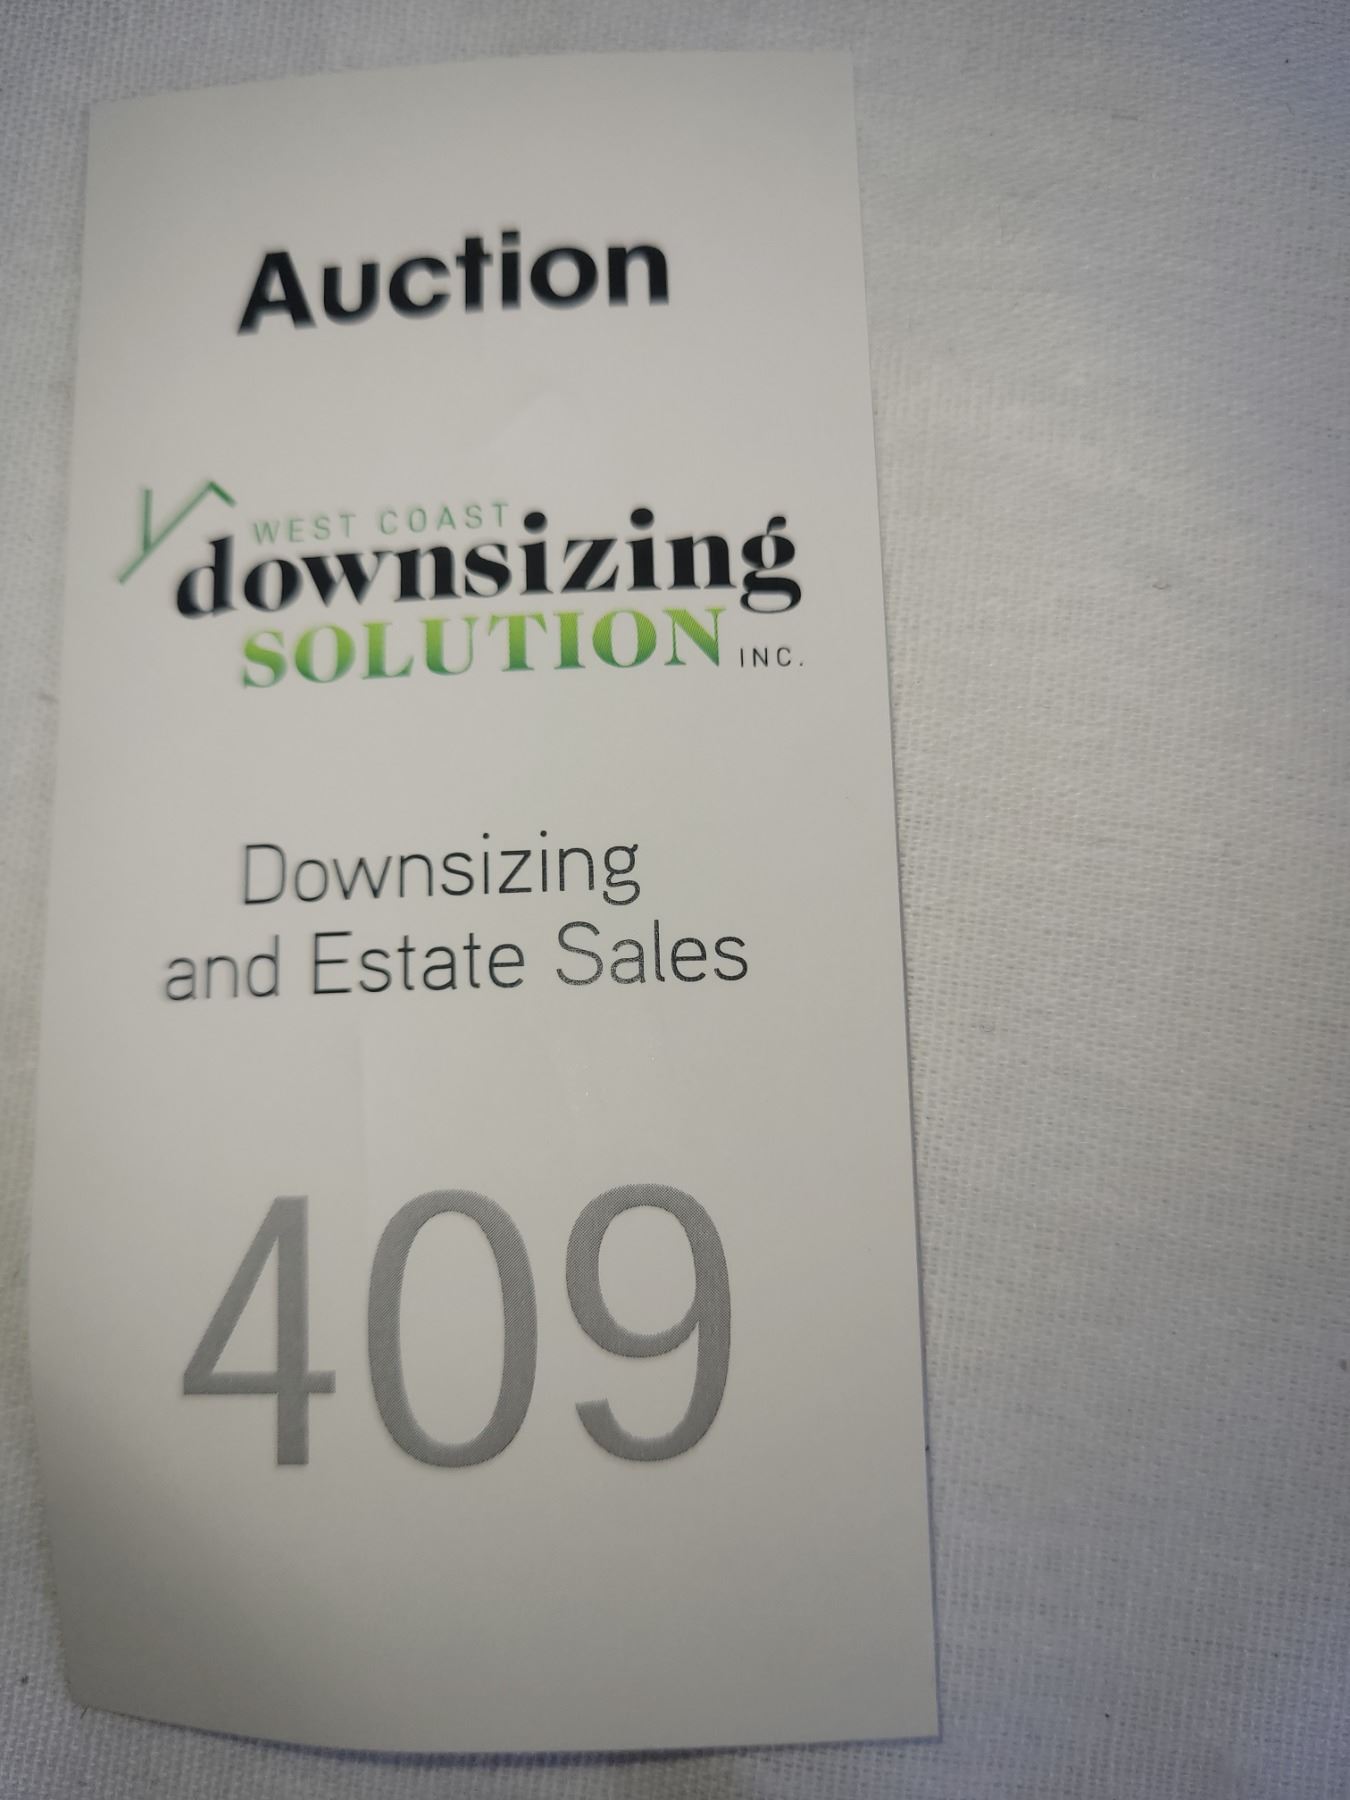 Auction
WEST COAST
downsizing
SOLUTION INC.
Downsizing
and Estate Sales
409